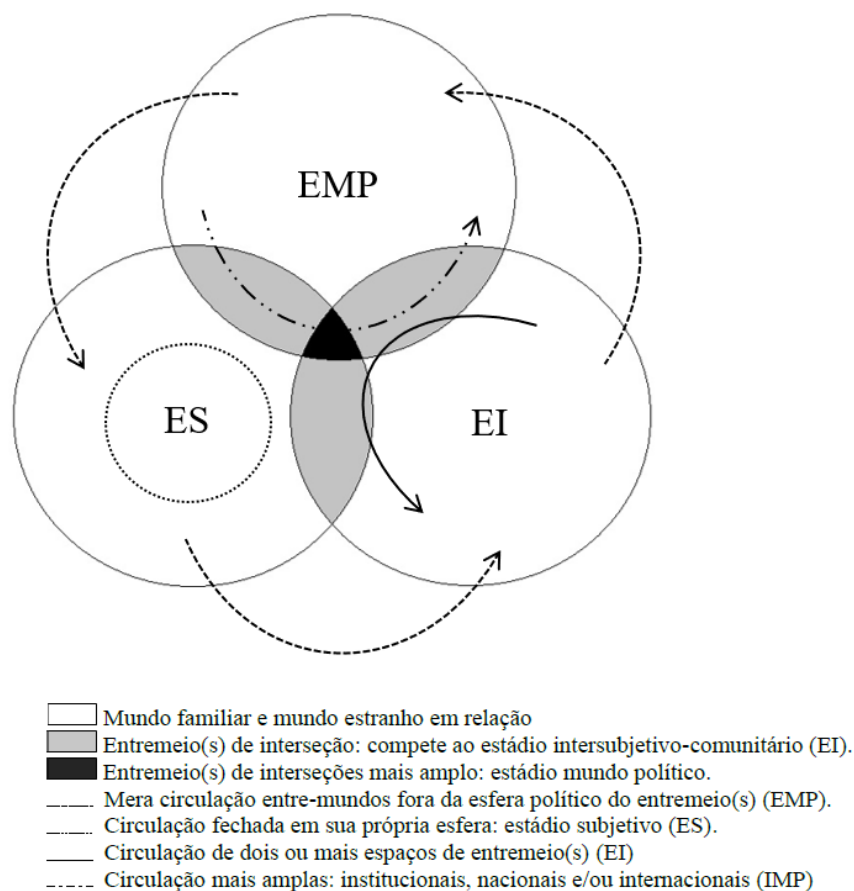 EMP
ES
EI
Mundo familiar e mundo estranho em relação
Entremeio(s) de interseção: compete ao estádio intersubjetivo-comunitário (EI).
Entremeio(s) de interseções mais amplo: estádio mundo político.
Mera circulação entre-mundos fora da esfera político do entremeio(s) (EMP).
Circulação fechada em sua própria esfera: estádio subjetivo (ES).
Circulação de dois ou mais espaços de entremeio(s) (EI)
Circulação mais amplas: institucionais, nacionais e/ou internacionais (IMP)